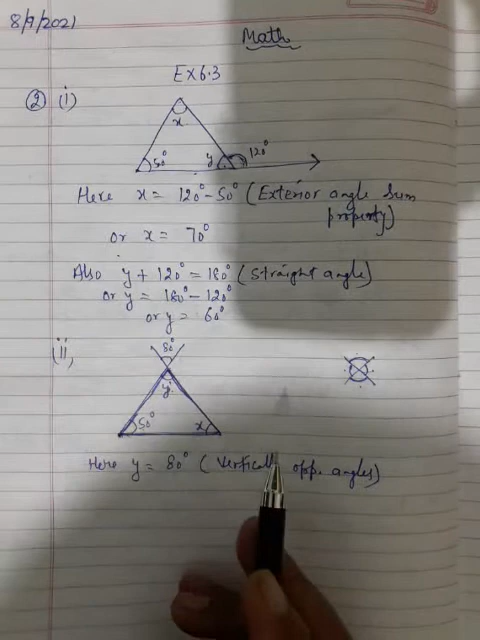 8/9/2021
Math
Ex 6.3
② (i)
x
50° y 120°
Here x = 120° - 50° (Exterior angle sum
property)
or x = 70°
Also y + 120° = 180° (straight angle)
or y = 180° - 120°
or y = 60°
(ii,
80°
y
50° x
Here y = 80° (Vertically opp. angles)